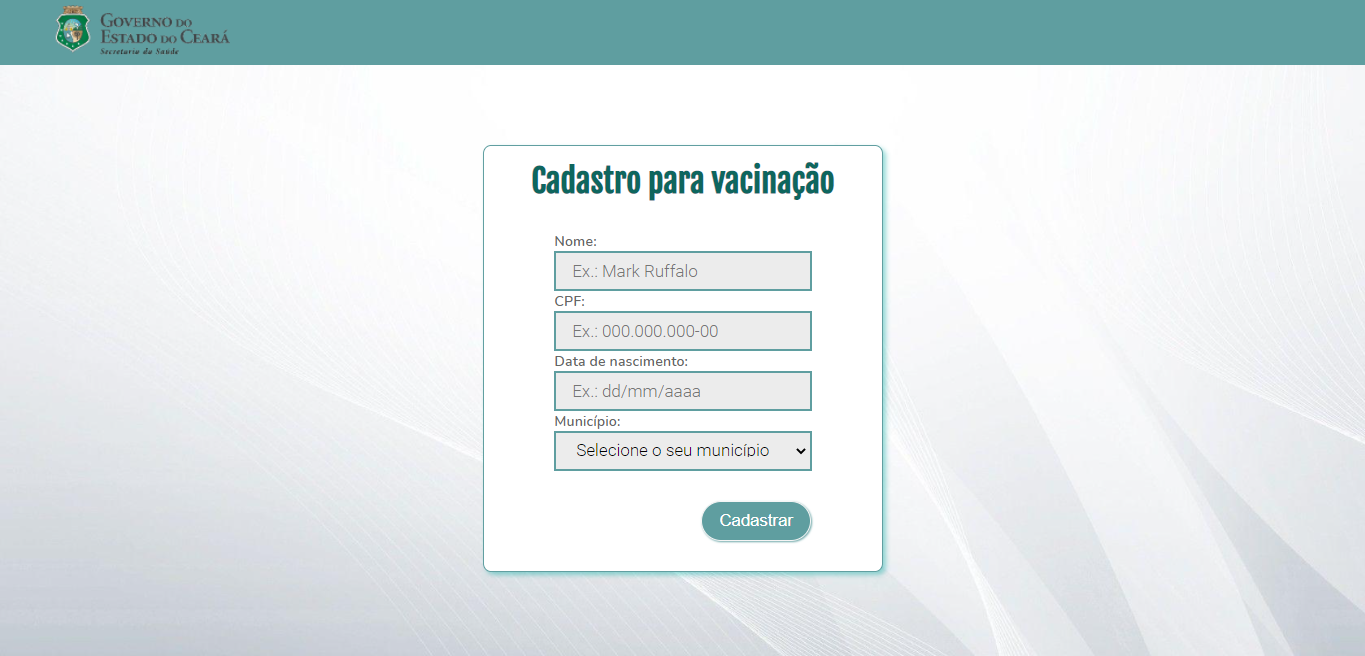 GOVERNO DO
ESTADO DO CEARÁ
Secretaria da Saúde
Cadastro para vacinação
Nome:
Ex.: Mark Ruffalo
CPF:
Ex.: 000.000.000-00
Data de nascimento:
Ex.: dd/mm/aaaa
Município:
Selecione o seu município
Cadastrar